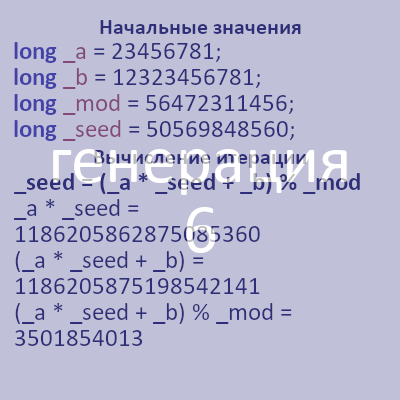 Начальные значения
long _a = 23456781;
long _b = 12323456781;
long _mod = 56472311456;
long _seed = 50569848560;
Вычисление итерации
генерация
_seed = (_a * _seed + _b) % _mod
_a * _seed =
6
1186205862875085360
(_a * _seed + _b) =
1186205875198542141
(_a * _seed + _b) % _mod =
3501854013